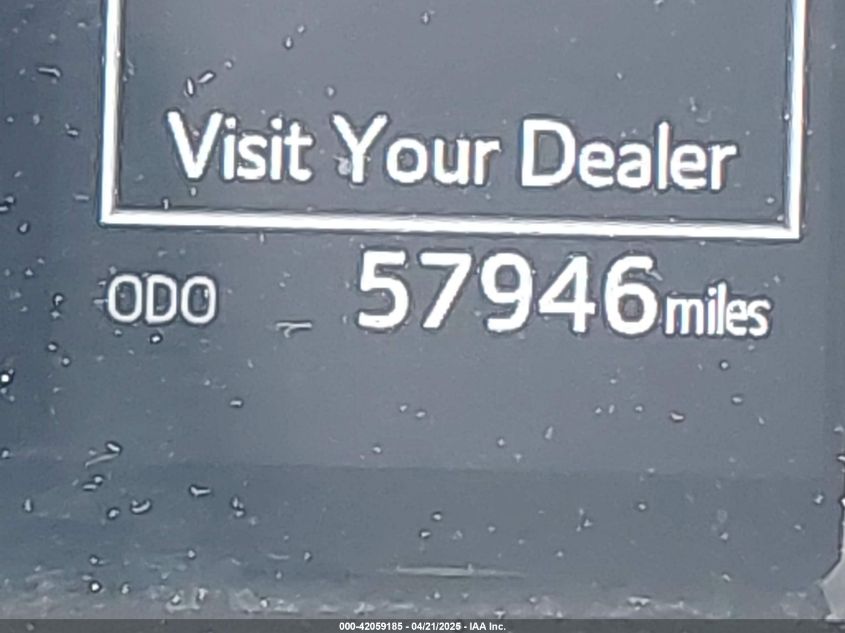 Visit Your Dealer
ODO 57946 miles
000-42059185 - 04/21/2025 - IAA Inc.